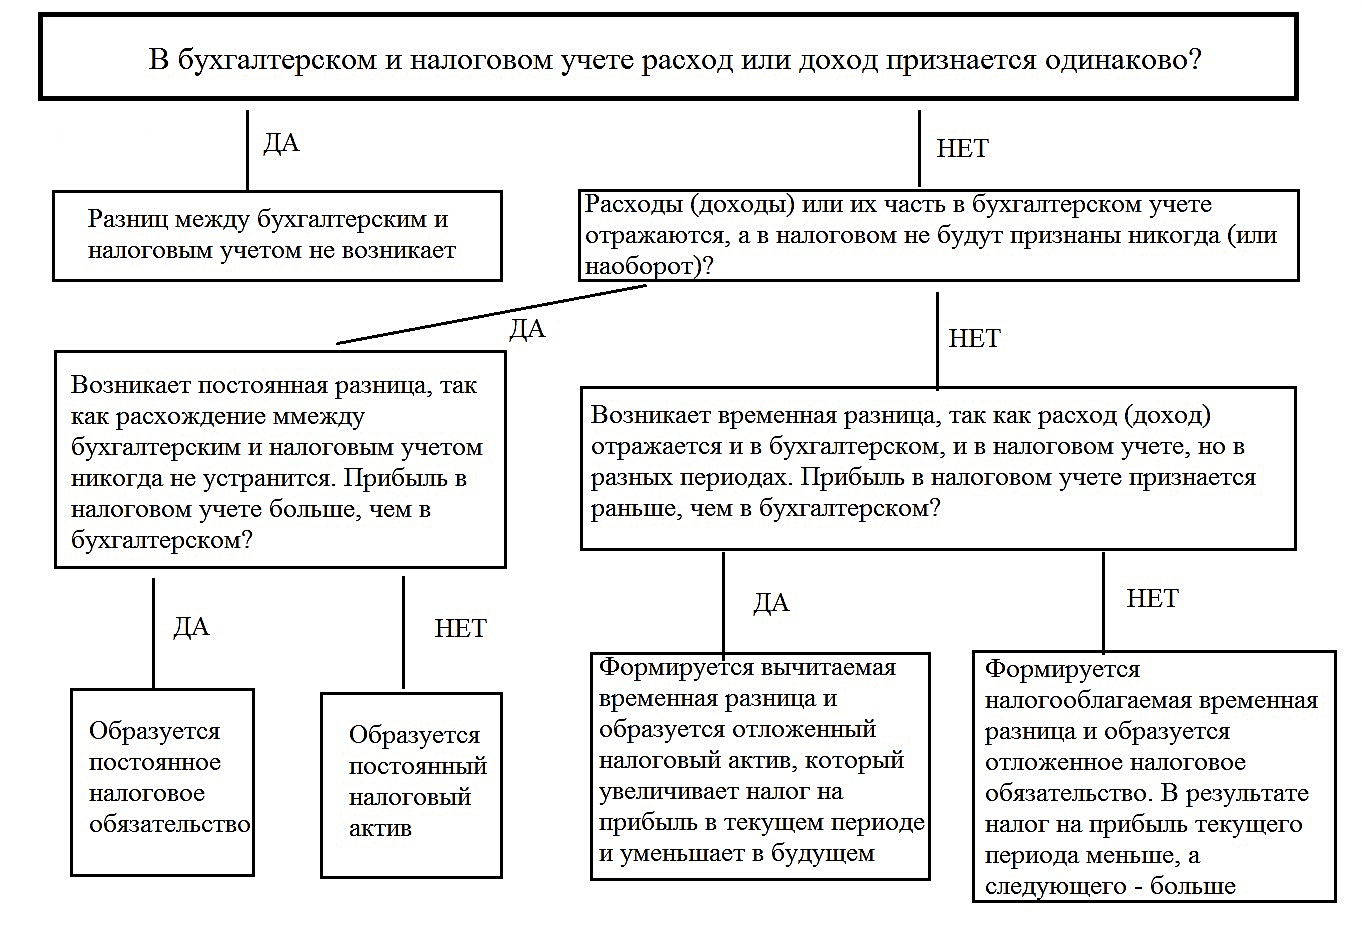 В бухгалтерском и налоговом учете расход или доход признается одинаково?
ДА
НЕТ
Разниц между бухгалтерским и
налоговым учетом не возникает
Расходы (доходы) или их часть в бухгалтерском учете
отражаются, а в налоговом не будут признаны никогда (или
наоборот)?
ДА
НЕТ
Возникает постоянная разница, так
как расхождение ммежду
бухгалтерским и налоговым учетом
никогда не устранится. Прибыль в
налоговом учете больше, чем в
бухгалтерском?
Возникает временная разница, так как расход (доход)
отражается и в бухгалтерском, и в налоговом учете, но в
разных периодах. Прибыль в налоговом учете признается
раньше, чем в бухгалтерском?
ДА
НЕТ
ДА
НЕТ
Образуется
постоянное
налоговое
обязательство
Образуется
постоянный
налоговый
актив
Формируется вычитаемая
временная разница и
образуется отложенный
налоговый актив, который
увеличивает налог на
прибыль в текущем периоде
и уменьшает в будущем
Формируется
налогооблагаемая временная
разница и образуется
отложенное налоговое
обязательство. В результате
налог на прибыль текущего
периода меньше, а
следующего - больше